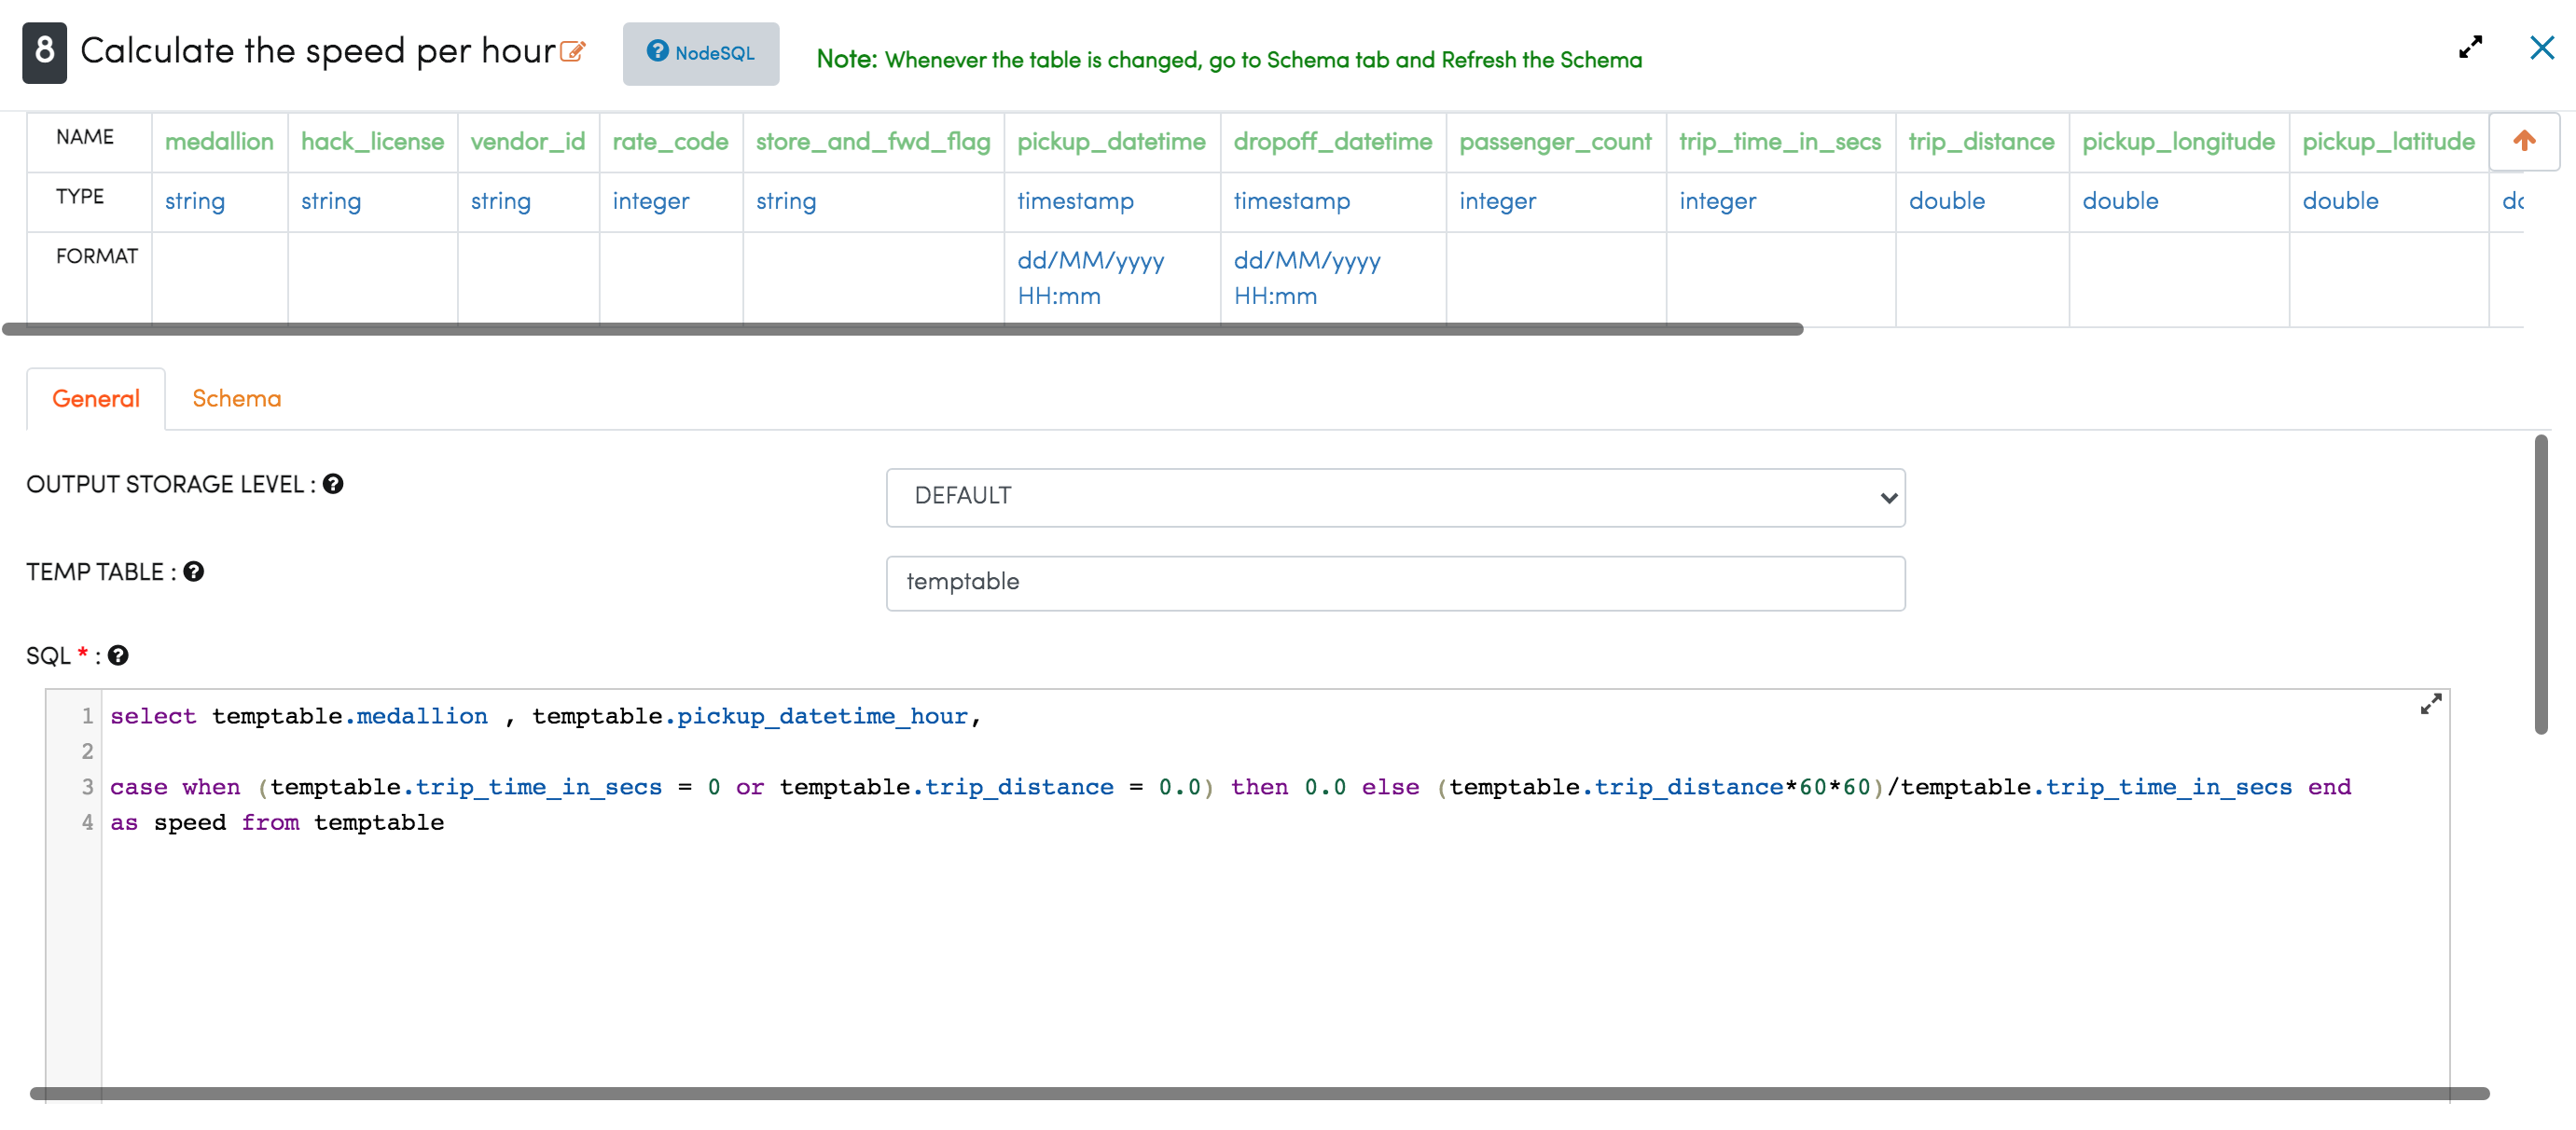 8 Calculate the speed per hour NodeSQL Note: Whenever the table is changed, go to Schema tab and Refresh the Schema
NAME medallion hack_license vendor_id rate_code store_and_fwd_flag pickup_datetime dropoff_datetime passenger_count trip_time_in_secs trip_distance pickup_longitude pickup_latitude
TYPE string string string integer string timestamp timestamp integer integer double double double
FORMAT dd/MM/yyyy dd/MM/yyyy
HH:mm HH:mm
General Schema
OUTPUT STORAGE LEVEL : DEFAULT
TEMP TABLE : temptable
SQL * :
1 select temptable.medallion , temptable.pickup_datetime_hour,
2
3 case when (temptable.trip_time_in_secs = 0 or temptable.trip_distance = 0.0) then 0.0 else (temptable.trip_distance*60*60)/temptable.trip_time_in_secs end
4 as speed from temptable